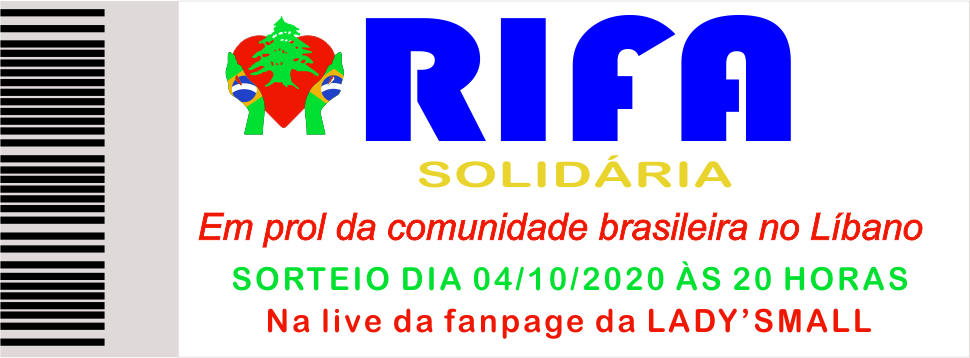 RIFA
SOLIDÁRIA
Em prol da comunidade brasileira no Líbano
SORTEIO DIA 04/10/2020 ÀS 20 HORAS
Na live da fanpage da LADY’SMALL